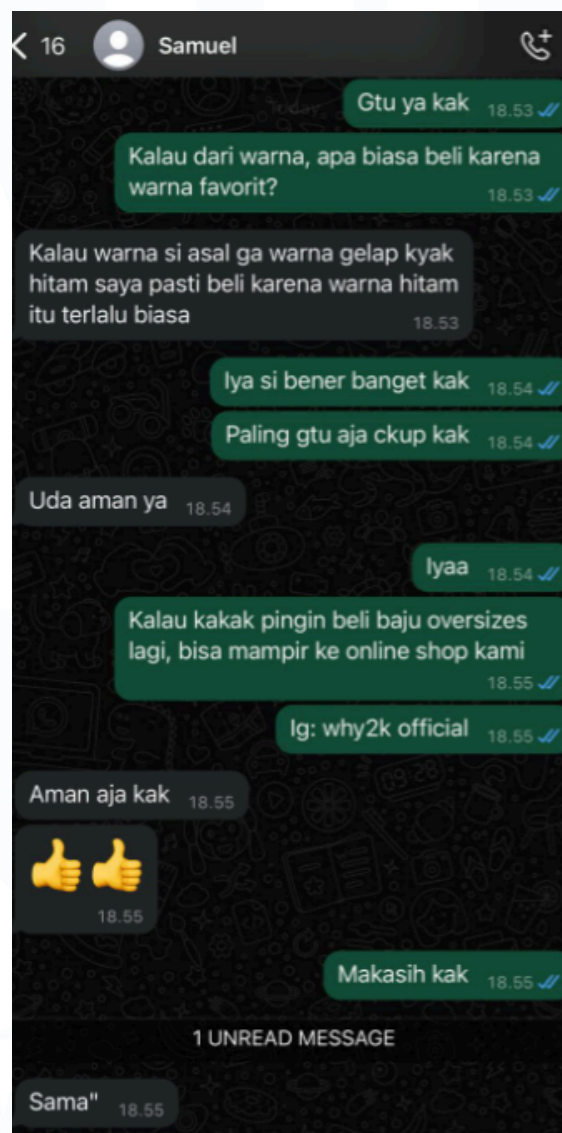 16 Samuel
Today
Gtu ya kak 18.53
Kalau dari warna, apa biasa beli karena
warna favorit? 18.53
Kalau warna si asal ga warna gelap kyak
hitam saya pasti beli karena warna hitam
itu terlalu biasa 18.53
Iya si bener banget kak 18.54
Paling gtu aja ckup kak 18.54
Uda aman ya 18.54
Iyaa 18.54
Kalau kakak pingin beli baju oversizes
lagi, bisa mampir ke online shop kami
18.55
Ig: why2k official 18.55
Aman aja kak 18.55
👍👍
18.55
Makasih kak 18.55
1 UNREAD MESSAGE
Sama" 18.55